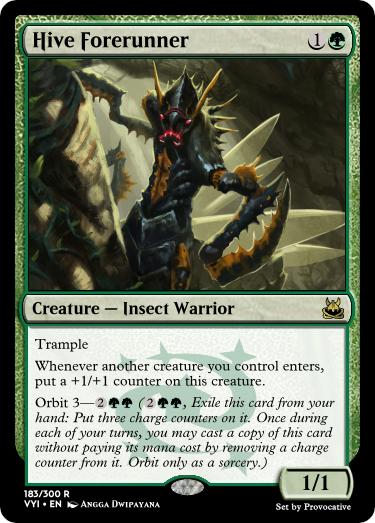 Hive Forerunner 1
Creature — Insect Warrior
Trample
Whenever another creature you control enters,
put a +1/+1 counter on this creature.
Orbit 3—2 (2, Exile this card from your
hand: Put three charge counters on it. Once during
each of your turns, you may cast a copy of this card
without paying its mana cost by removing a charge
counter from it. Orbit only as a sorcery.)
1/1
183/300 R
VYI • EN Angga Dwipayana
Set by Provocative